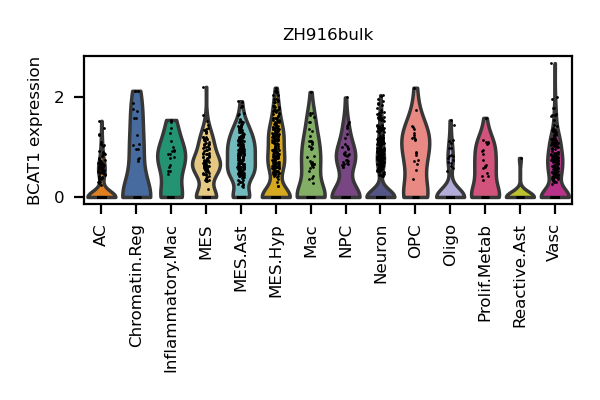 ZH916bulk
BCAT1 expression
2
0
AC
Chromatin.Reg
Inflammatory.Mac
MES
MES.Ast
MES.Hyp
Mac
NPC
Neuron
OPC
Oligo
Prolif.Metab
Reactive.Ast
Vasc